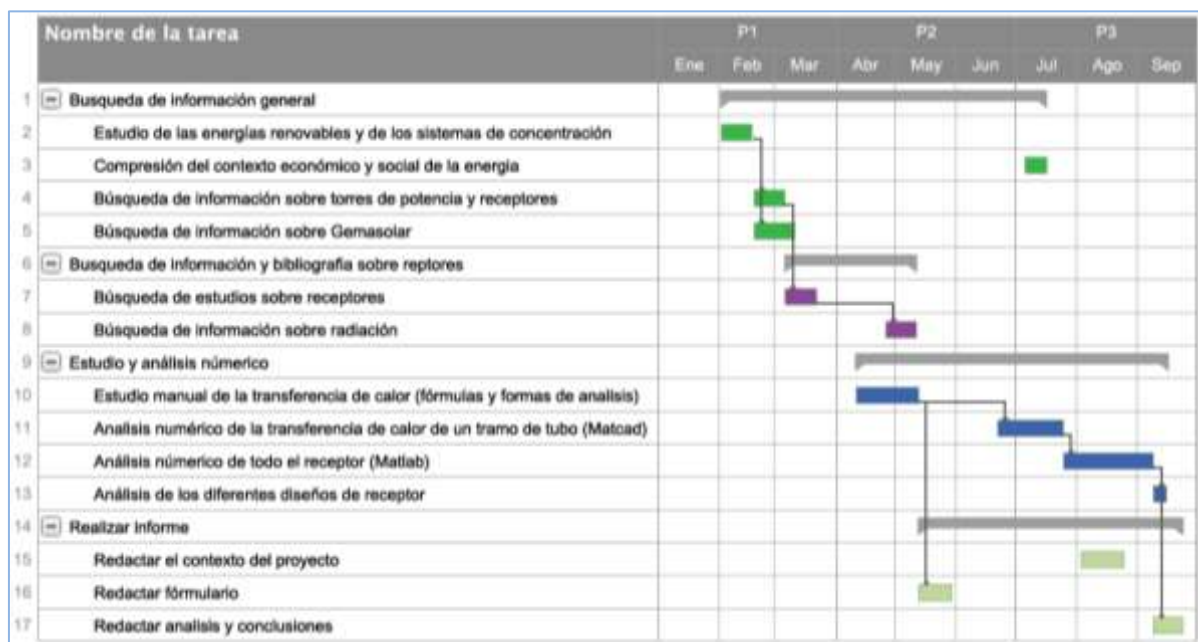 Nombre de la tarea P1 P2 P3
Ene Feb Mar Abr May Jun Jul Ago Sep
1 Busqueda de información general
2 Estudio de las energías renovables y de los sistemas de concentración
3 Compresión del contexto económico y social de la energía
4 Búsqueda de información sobre torres de potencia y receptores
5 Búsqueda de información sobre Gemasolar
6 Busqueda de información y bibliografia sobre reptores
7 Búsqueda de estudios sobre receptores
8 Búsqueda de información sobre radiación
9 Estudio y análisis númerico
10 Estudio manual de la transferencia de calor (fórmulas y formas de analisis)
11 Analisis numérico de la transferencia de calor de un tramo de tubo (Matcad)
12 Análisis númerico de todo el receptor (Matlab)
13 Análisis de los diferentes diseños de receptor
14 Realizar informe
15 Redactar el contexto del proyecto
16 Redactar fórmulario
17 Redactar analisis y conclusiones